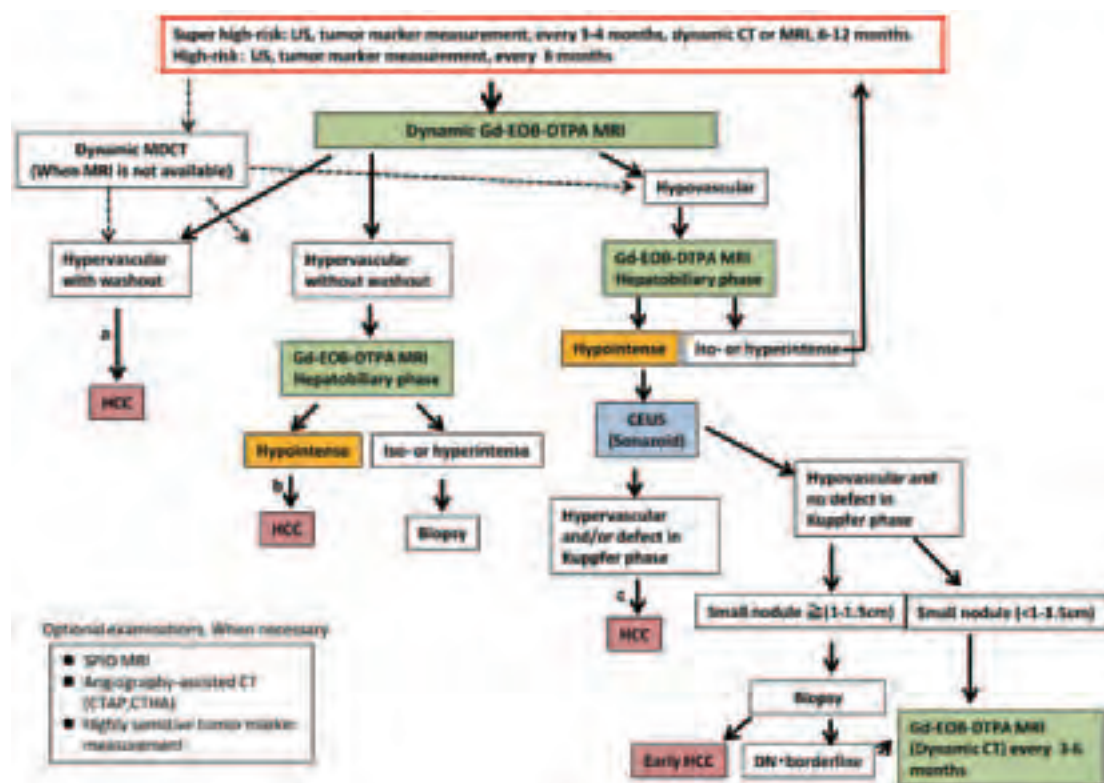 Super high-risk: US, tumor marker measurement, every 3-4 months, dynamic CT or MRI, 6-12 months
High-risk: US, tumor marker measurement, every 6 months
Dynamic Gd-EOB-DTPA MRI
Dynamic MDCT
(When MRI is not available)
Hypovascular
Hypervascular
with washout
Hypervascular
without washout
Gd-EOB-DTPA MRI
Hepatobiliary phase
a
Hypointense
Iso- or hyperintense
Gd-EOB-DTPA MRI
Hepatobiliary phase
HCC
CEUS
(Sonazoid)
Hypointense
Iso- or hyperintense
Hypovascular and
no defect in
Kuppfer phase
b
HCC
Biopsy
Hypervascular
and/or defect in
Kuppfer phase
c
Small nodule ≧(1-1.5cm)
Small nodule (<1-1.5cm)
HCC
Optional examinations, When necessary
■ SPIO MRI
■ Angiography-assisted CT
(CTAP,CTHA)
■ Highly sensitive tumor marker
measurement
Biopsy
Early HCC
DN・borderline
Gd-EOB-DTPA MRI
(Dynamic CT) every 3-6
months